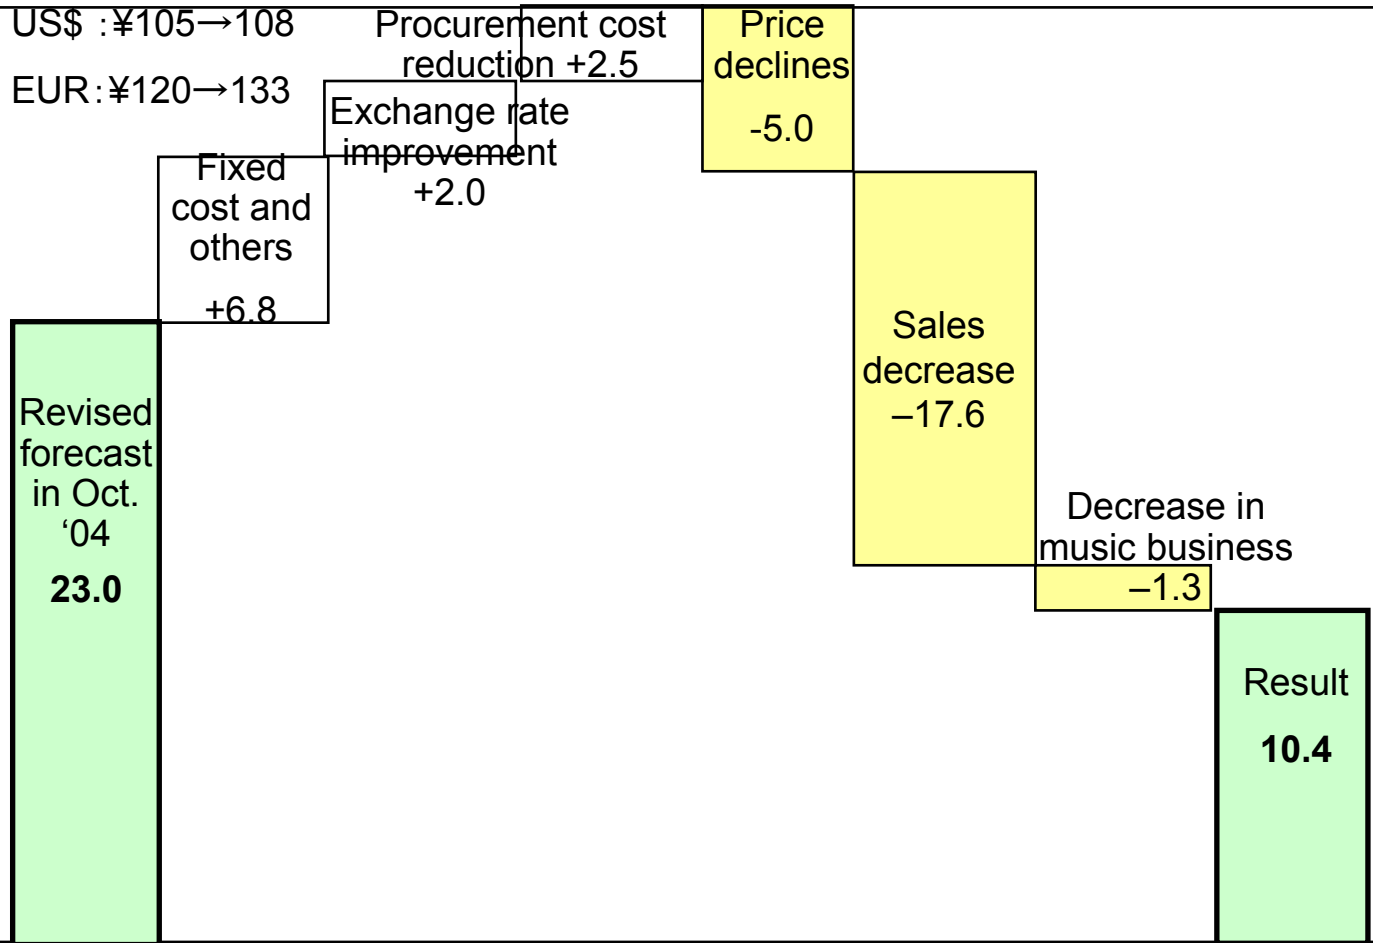 US$ :¥105→108
EUR:¥120→133
Procurement cost
reduction +2.5
Price
declines
-5.0
Exchange rate
improvement
+2.0
Fixed
cost and
others
+6.8
Sales
decrease
–17.6
Revised
forecast
in Oct.
‘04
23.0
Decrease in
music business
–1.3
Result
10.4